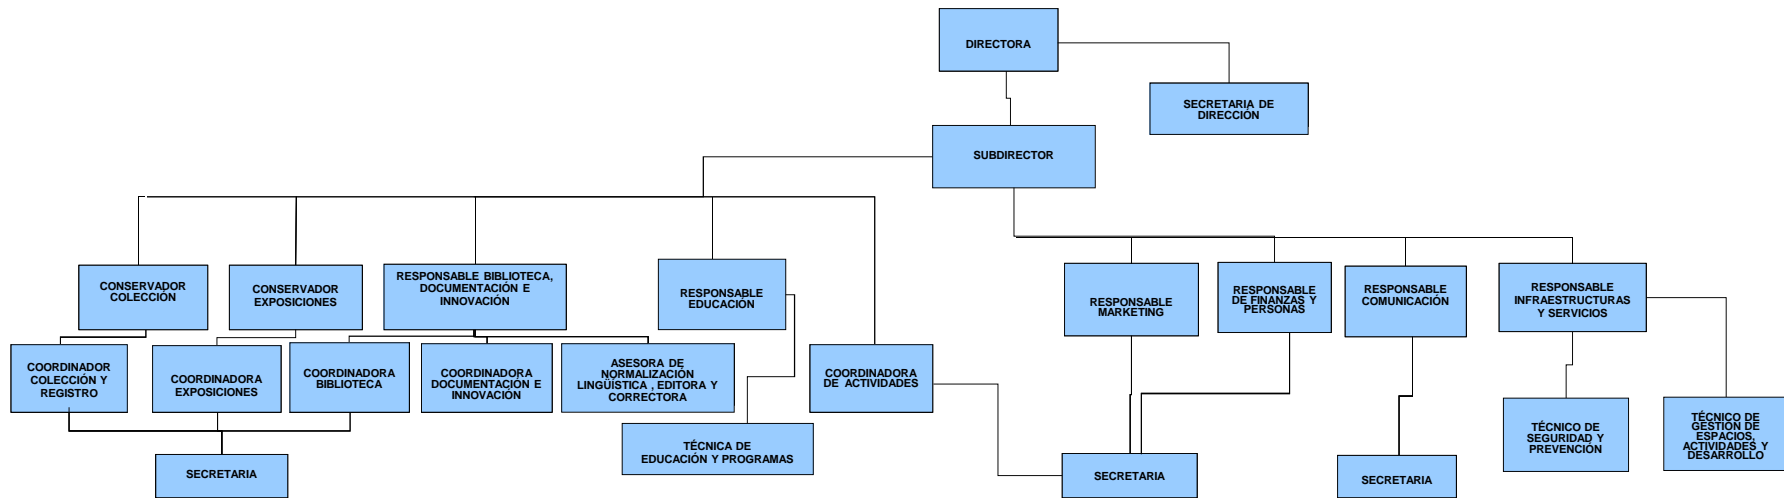 DIRECTORA
SECRETARIA DE
DIRECCIÓN
SUBDIRECTOR
CONSERVADOR
COLECCIÓN
CONSERVADOR
EXPOSICIONES
RESPONSABLE BIBLIOTECA,
DOCUMENTACIÓN E
INNOVACIÓN
RESPONSABLE
EDUCACIÓN
RESPONSABLE
MARKETING
RESPONSABLE
DE FINANZAS Y
PERSONAS
RESPONSABLE
COMUNICACIÓN
RESPONSABLE
INFRAESTRUCTURAS
Y SERVICIOS
COORDINADOR
COLECCIÓN Y
REGISTRO
COORDINADORA
EXPOSICIONES
COORDINADORA
BIBLIOTECA
COORDINADORA
DOCUMENTACIÓN E
INNOVACIÓN
ASESORA DE
NORMALIZACIÓN
LINGÜÍSTICA , EDITORA Y
CORRECTORA
COORDINADORA
DE ACTIVIDADES
TÉCNICA DE
EDUCACIÓN Y PROGRAMAS
TÉCNICO DE
SEGURIDAD Y
PREVENCIÓN
TÉCNICO DE
GESTIÓN DE
ESPACIOS,
ACTIVIDADES Y
DESARROLLO
SECRETARIA
SECRETARIA
SECRETARIA